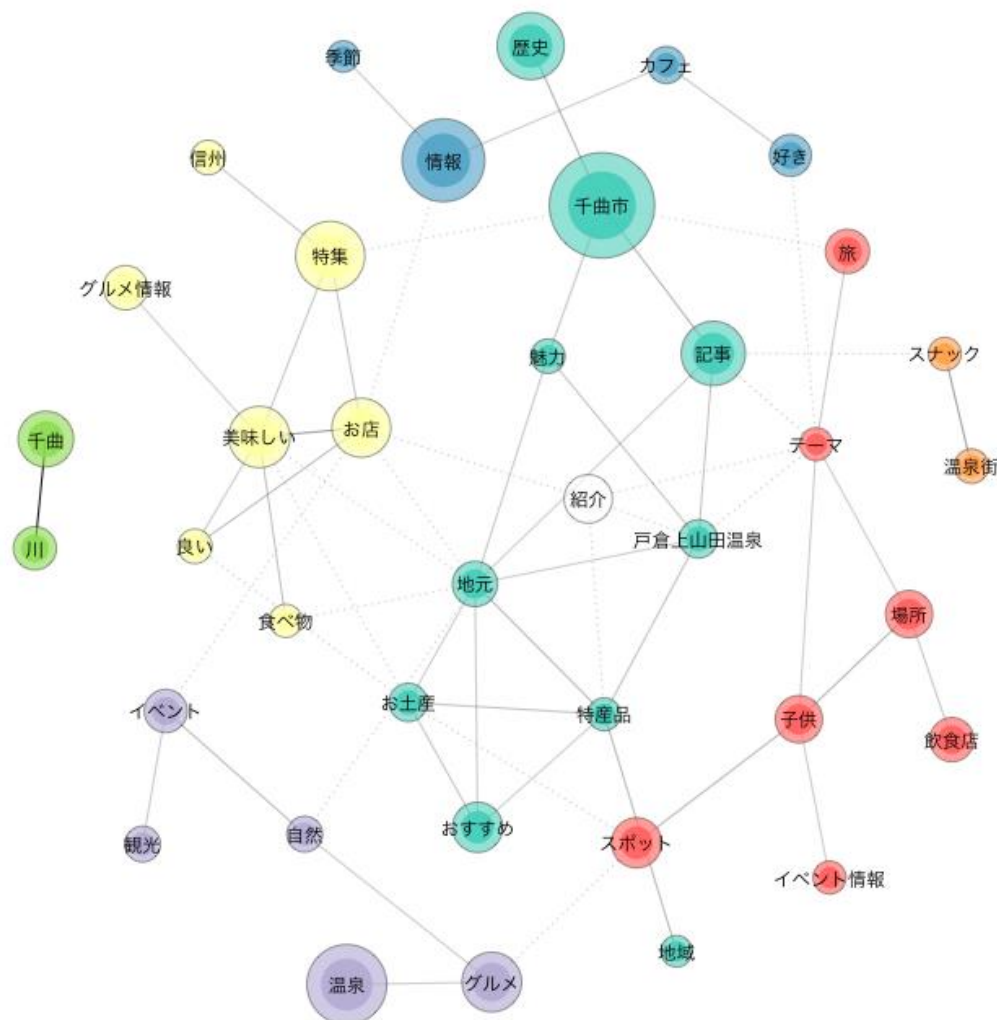 歴史
季節
カフェ
情報
好き
信州
千曲市
特集
旅
グルメ情報
魅力
記事
スナック
千曲
美味しい
お店
テーマ
温泉街
紹介
川
良い
戸倉上山田温泉
地元
食べ物
場所
イベント
お土産
特産品
子供
飲食店
観光
自然
おすすめ
スポット
イベント情報
地域
温泉
グルメ